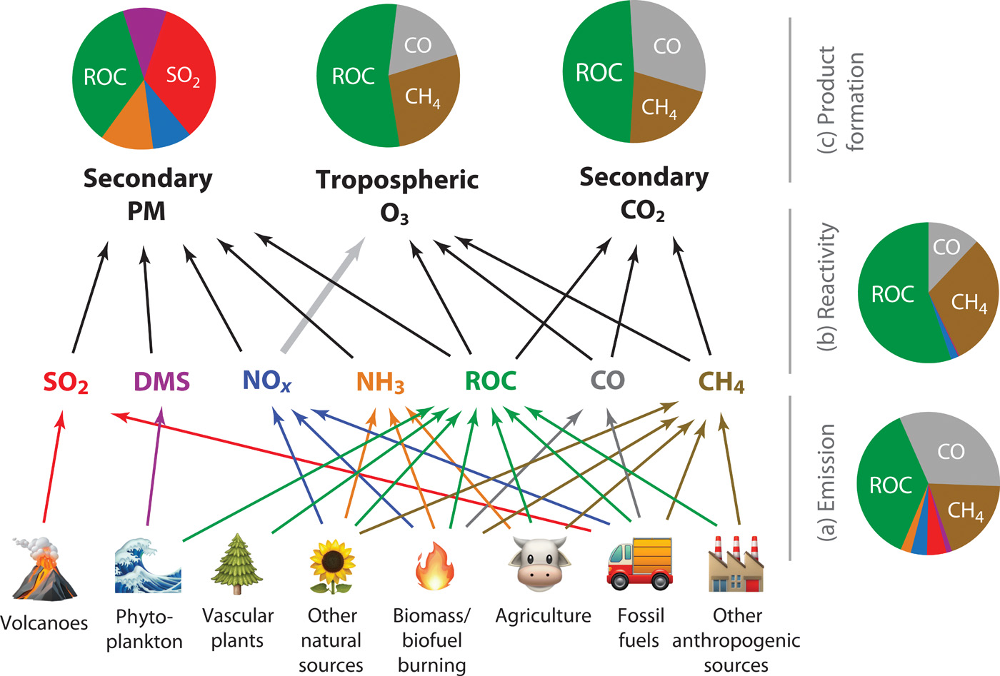 ROC
SO2
CO
ROC
CH4
CO
ROC
CH4
(c) Product
formation
Secondary
PM
Tropospheric
O3
Secondary
CO2
(b) Reactivity
CO
ROC
CH4
SO2
DMS
NOx
NH3
ROC
CO
CH4
(a) Emission
CO
ROC
CH4
Volcanoes
Phyto-
plankton
Vascular
plants
Other
natural
sources
Biomass/
biofuel
burning
Agriculture
Fossil
fuels
Other
anthropogenic
sources